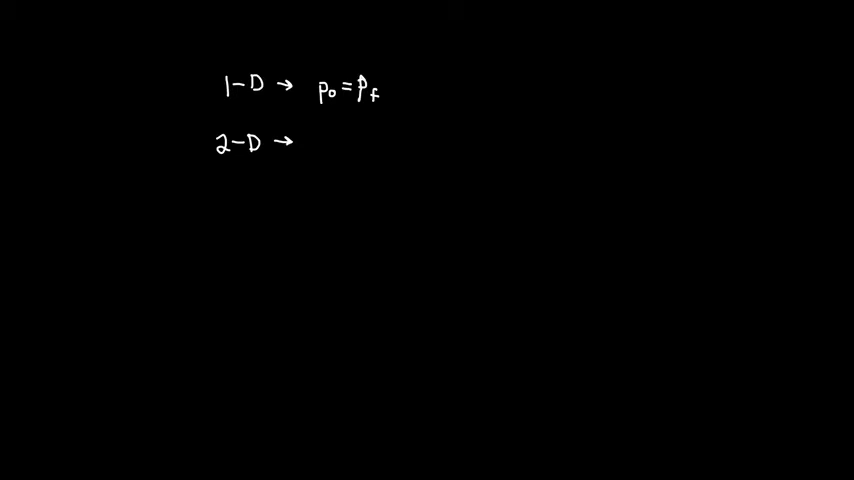 1-D → p₀ = p_f
2-D →